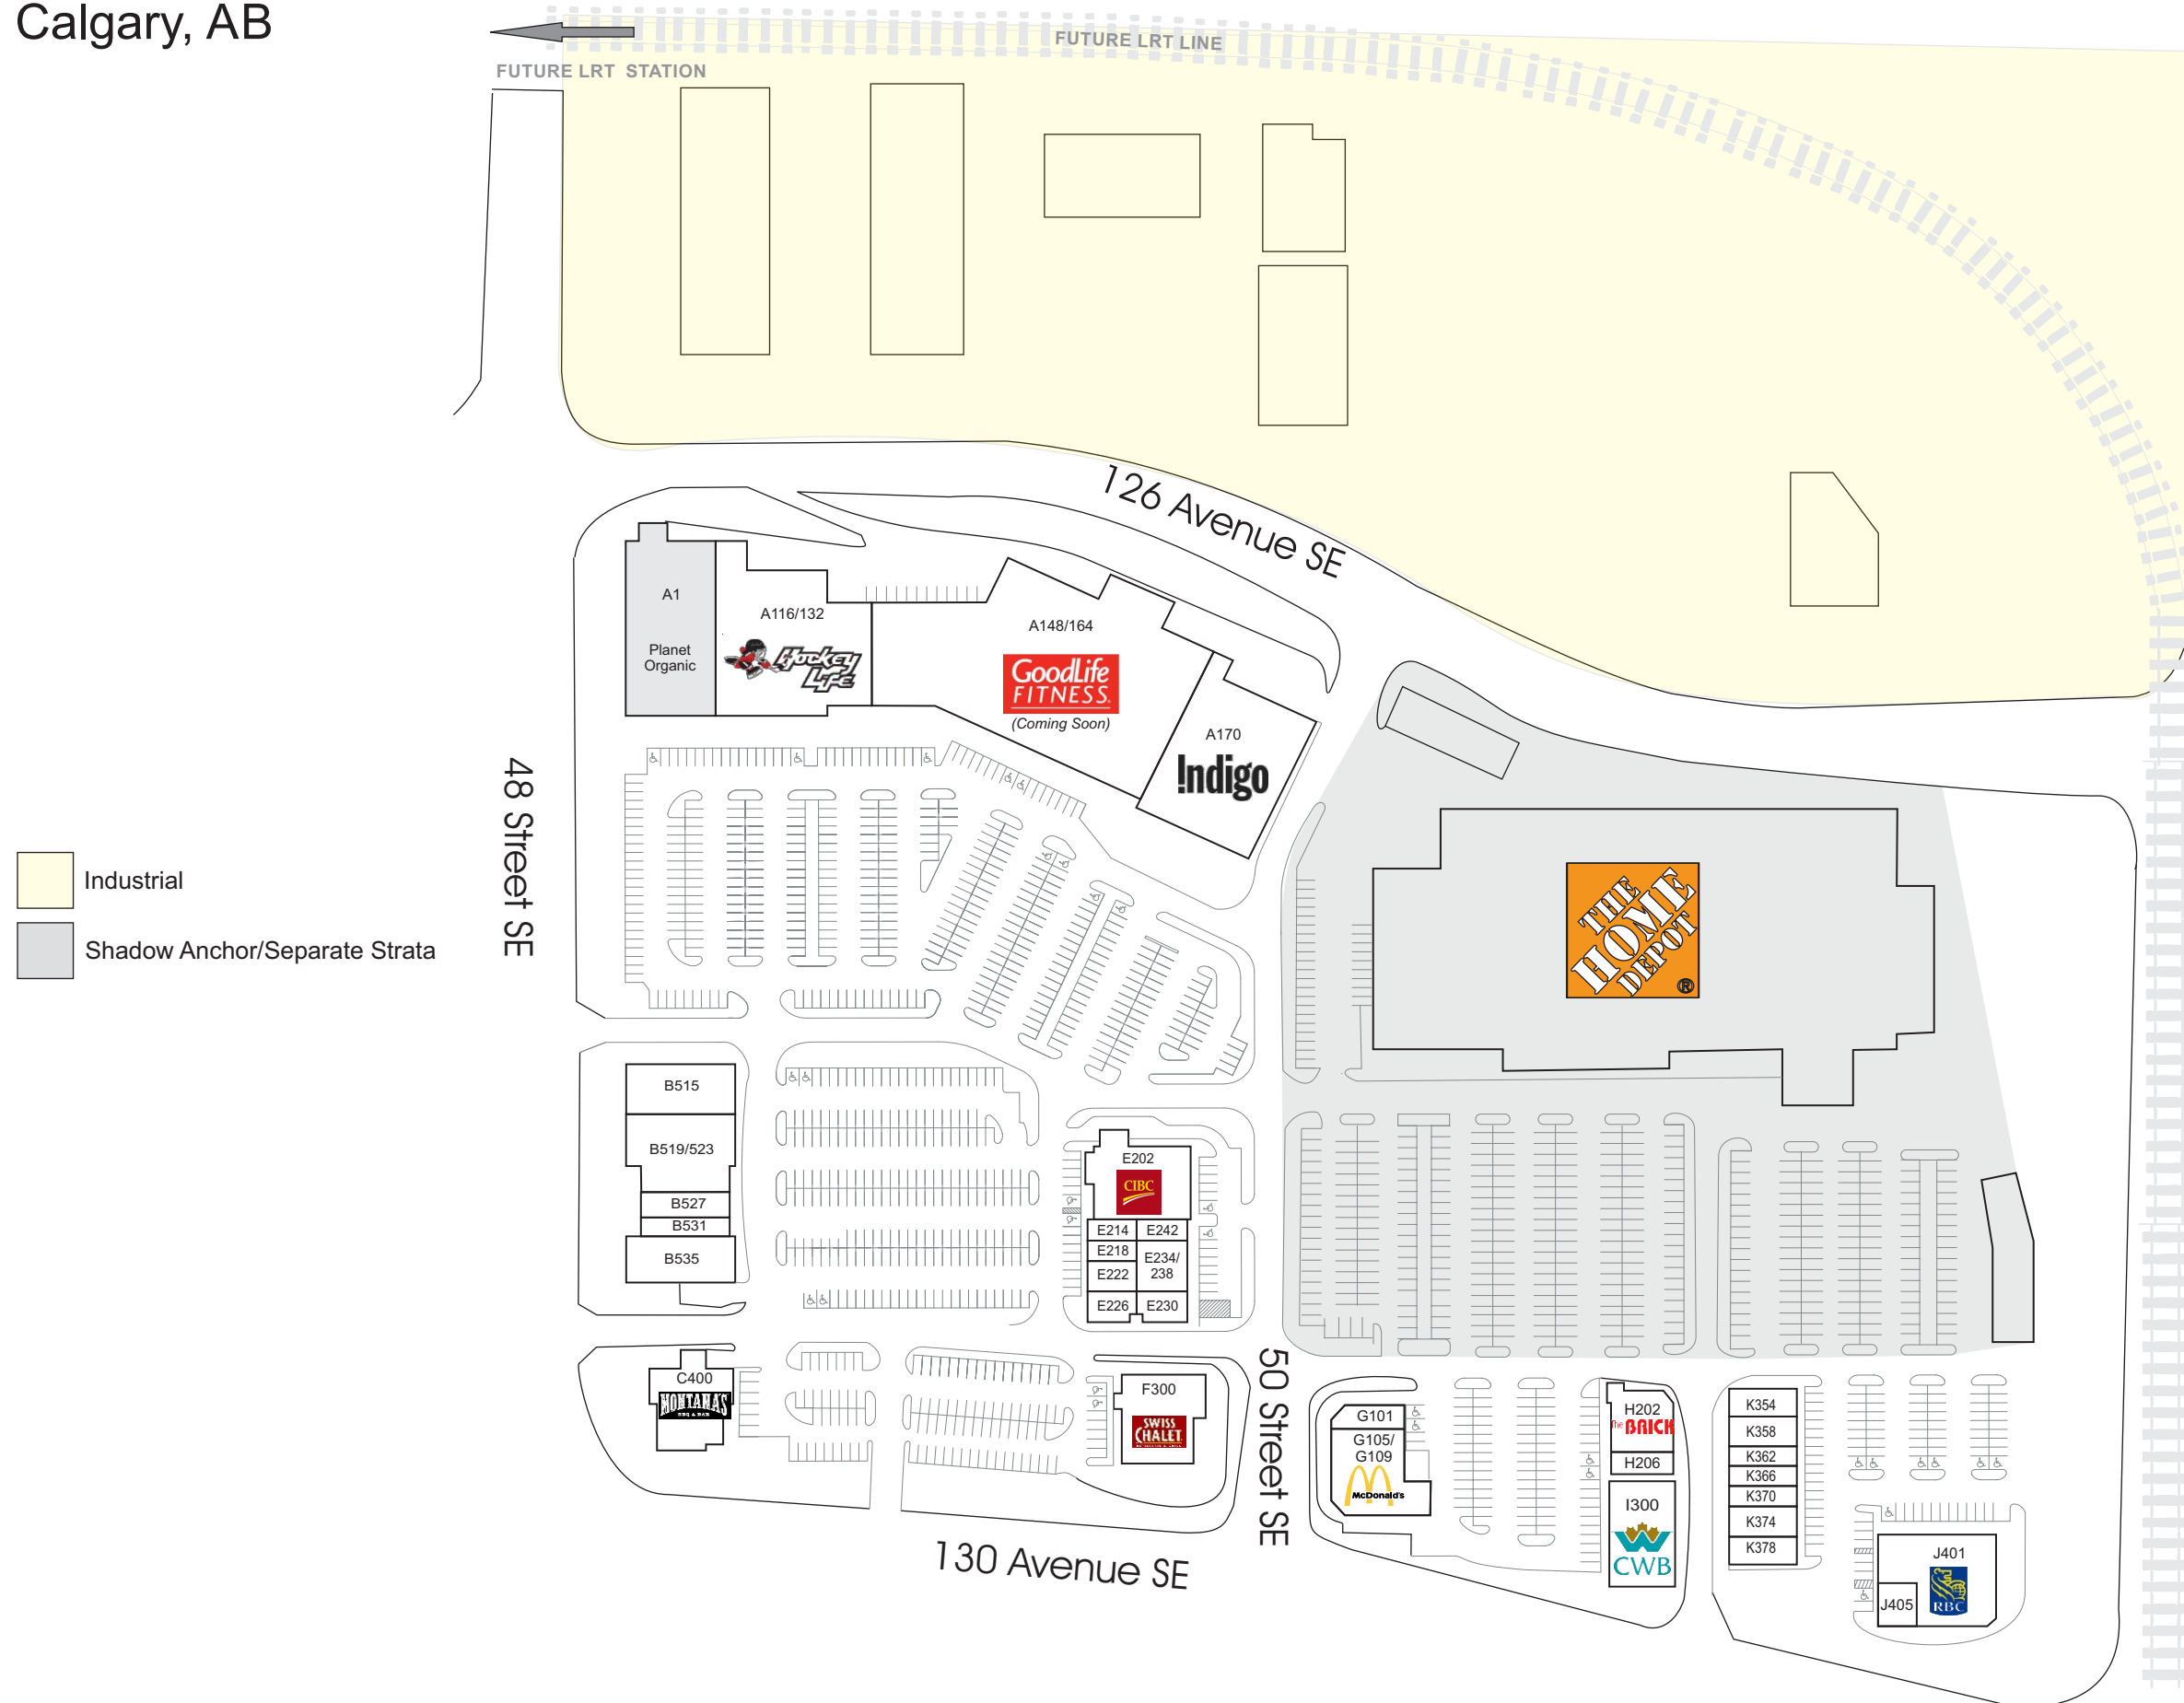 Calgary, AB
FUTURE LRT LINE
FUTURE LRT STATION
126 Avenue SE
A1
Planet
Organic
A116/132
Hockey
Life
A148/164
GoodLife
FITNESS
(Coming Soon)
A170
!ndigo
48 Street SE
THE
HOME
DEPOT
®
Industrial
Shadow Anchor/Separate Strata
B515
B519/523
B527
B531
B535
E202
CIBC
E214
E242
E218
E234/
238
E222
E226
E230
C400
MONTANA'S
BBQ & BAR
F300
SWISS
CHALET
50 Street SE
G101
G105/
G109
McDonald's
H202
the BRICK
H206
I300
CWB
K354
K358
K362
K366
K370
K374
K378
J401
RBC
J405
130 Avenue SE